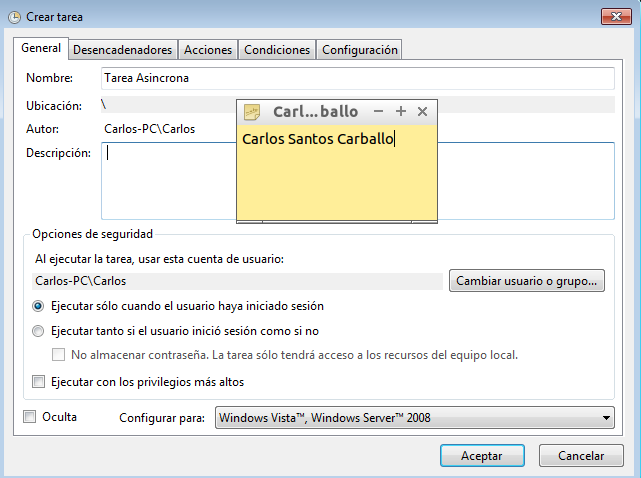 Crear tarea
General Desencadenadores Acciones Condiciones Configuración
Nombre: Tarea Asincrona
Ubicación: \
Autor: Carlos-PC\Carlos
Descripción:
Carl...ballo
Carlos Santos Carballo
Opciones de seguridad
Al ejecutar la tarea, usar esta cuenta de usuario:
Carlos-PC\Carlos Cambiar usuario o grupo...
Ejecutar sólo cuando el usuario haya iniciado sesión
Ejecutar tanto si el usuario inició sesión como si no
No almacenar contraseña. La tarea sólo tendrá acceso a los recursos del equipo local.
Ejecutar con los privilegios más altos
Oculta Configurar para: Windows Vista™, Windows Server™ 2008
Aceptar Cancelar